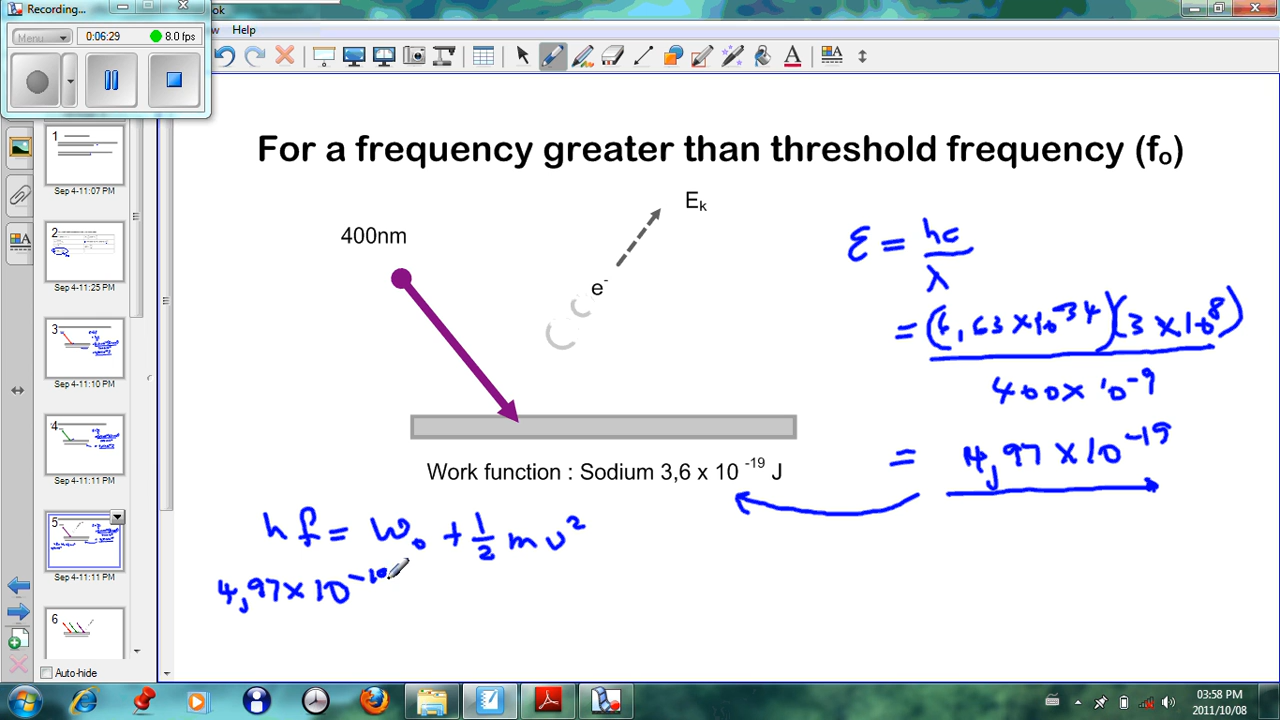 Recording...
ok
Menu
0:06:29
8.0 fps
w Help
1
Sep 4-11:07 PM
2
Sep 4-11:25 PM
3
Sep 4-11:10 PM
4
Sep 4-11:11 PM
5
Sep 4-11:11 PM
6
Auto-hide
For a frequency greater than threshold frequency (fo)
Ek
400nm
e-
Work function : Sodium 3,6 x 10 -19 J
ε = hc
λ
= (6,63 x 10-34)(3 x 108)
400 x 10-9
= 4,97 x 10-19
hf = Wo + 1/2 mv2
4,97 x 10-19
03:58 PM
2011/10/08